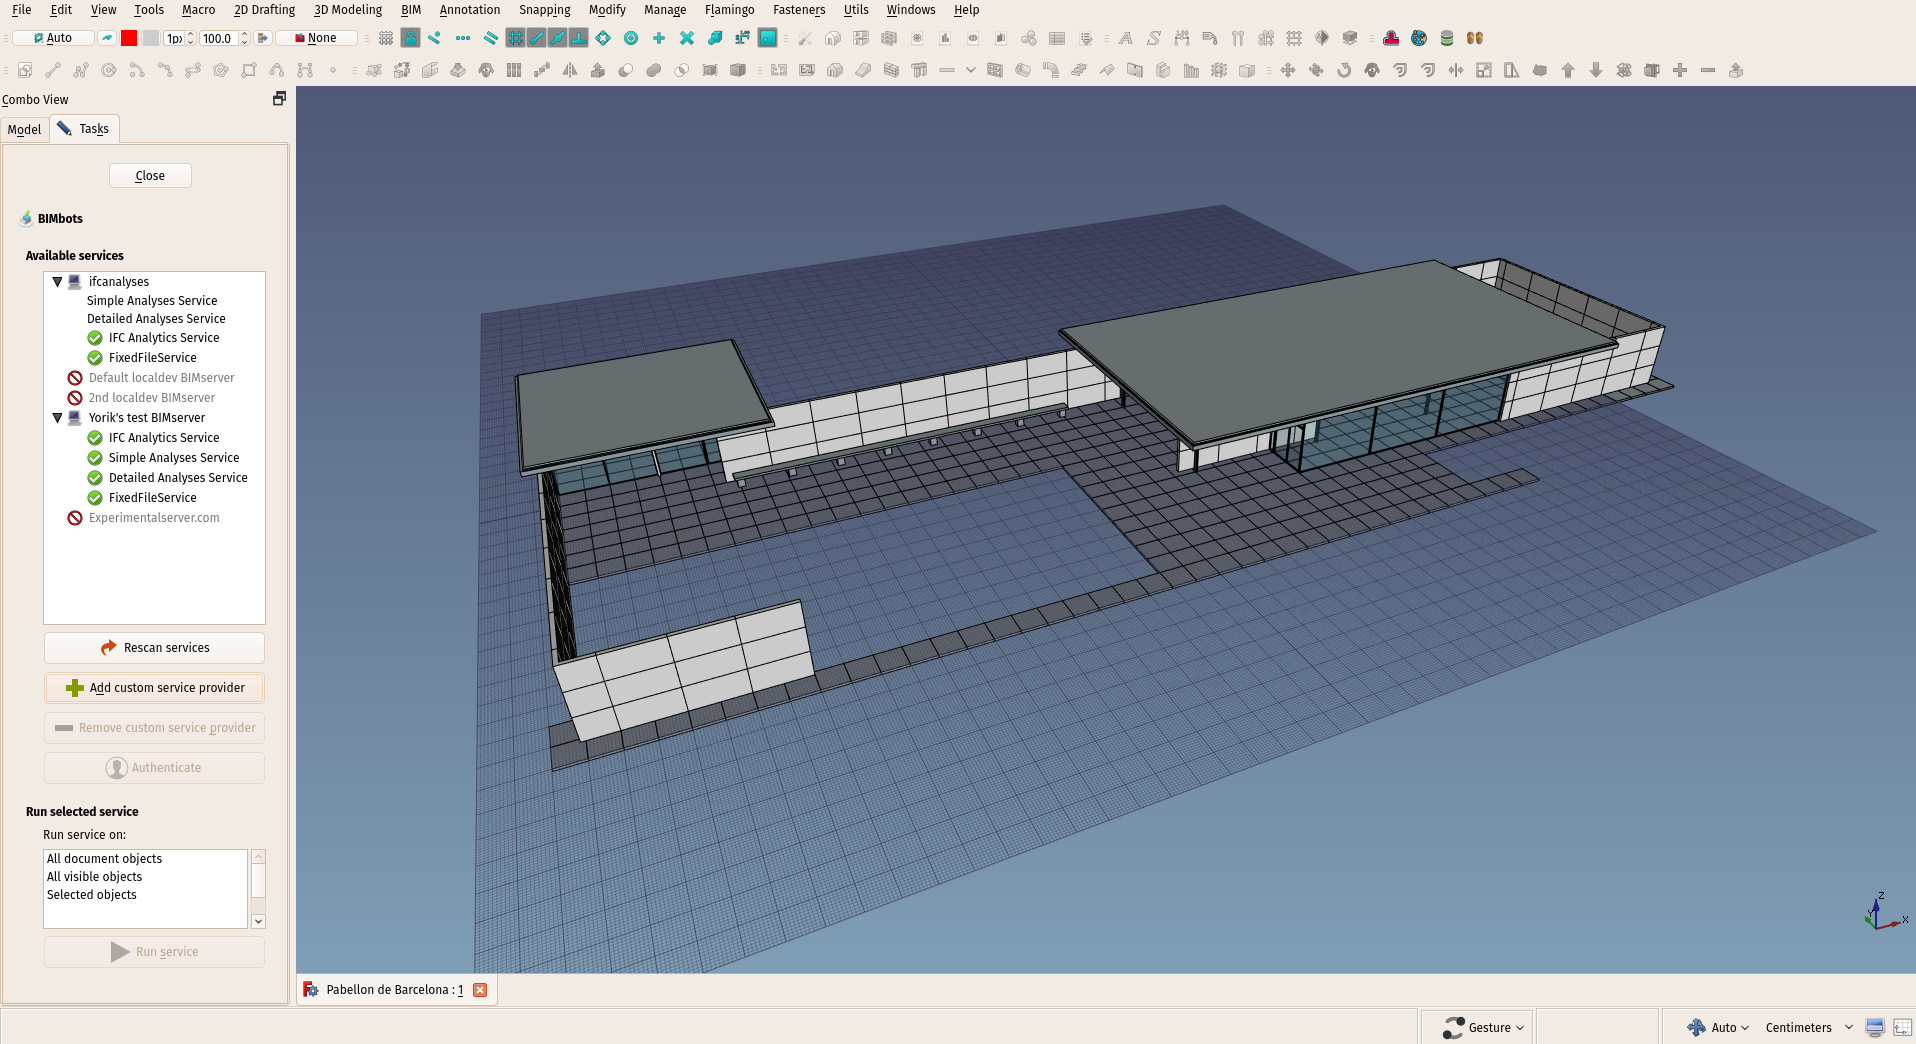 File Edit View Tools Macro 2D Drafting 3D Modeling BIM Annotation Snapping Modify Manage Flamingo Fasteners Utils Windows Help
Auto 1px 100.0 None
Combo View
Model Tasks
Close
BIMbots
Available services
ifcanalyses
Simple Analyses Service
Detailed Analyses Service
IFC Analytics Service
FixedFileService
Default localdev BIMserver
2nd localdev BIMserver
Yorik's test BIMserver
IFC Analytics Service
Simple Analyses Service
Detailed Analyses Service
FixedFileService
Experimentalserver.com
Rescan services
Add custom service provider
Remove custom service provider
Authenticate
Run selected service
Run service on:
All document objects
All visible objects
Selected objects
Run service
Z
Y
X
Pabellon de Barcelona : 1
Gesture Auto Centimeters